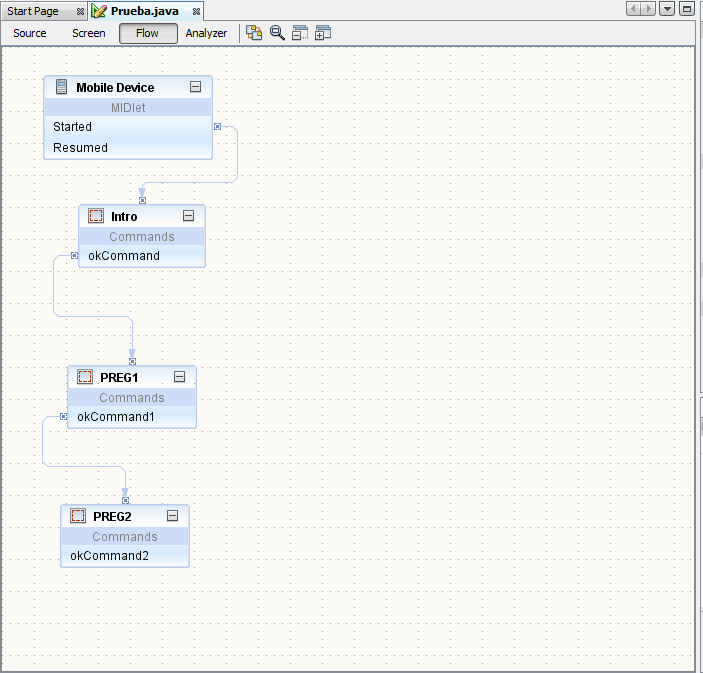 Start Page
Prueba.java
Source Screen Flow Analyzer
Mobile Device
MIDlet
Started
Resumed
Intro
Commands
okCommand
PREG1
Commands
okCommand1
PREG2
Commands
okCommand2